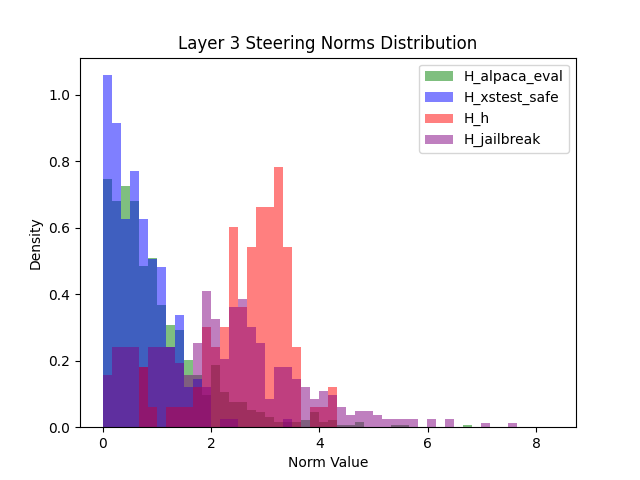 Layer 3 Steering Norms Distribution
H_alpaca_eval
H_xstest_safe
H_h
H_jailbreak
1.0
0.8
0.6
0.4
0.2
0.0
Density
0 2 4 6 8
Norm Value